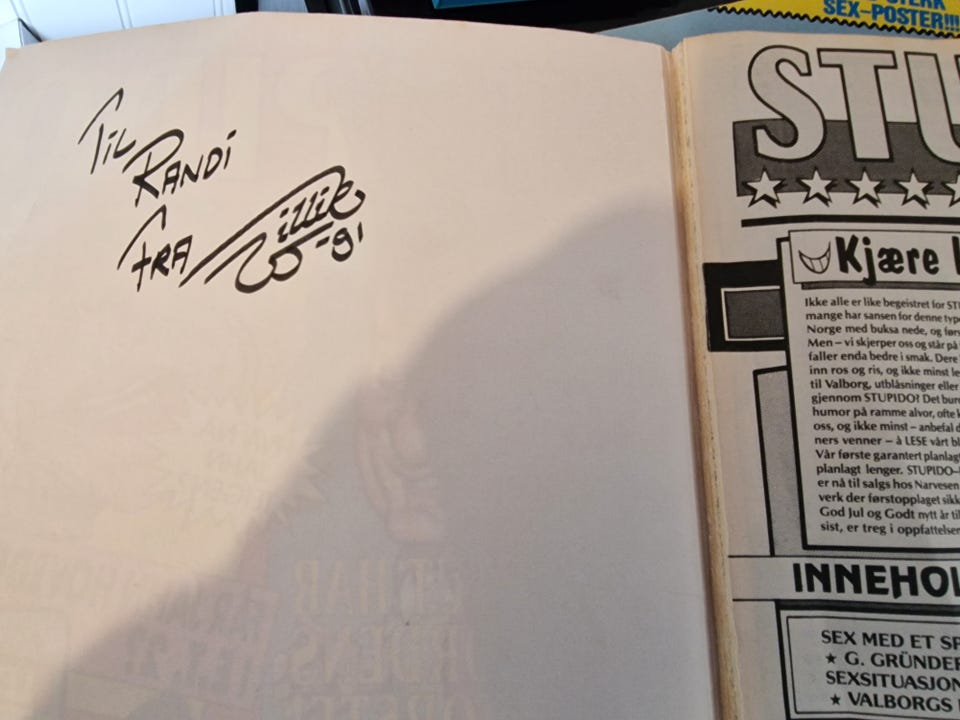 TERK
SEX-POSTER!!!!
TiL
RANDi
FRA
-91
STU
Kjære
Ikke alle er like begeistret for ST
mange har sansen for denne typ
Norge med buksa nede, og førs
Men – vi skjerper oss og står på
faller enda bedre i smak. Dere
inn ros og ris, og ikke minst le
til Valborg, utblåsninger eller
gjennom STUPIDO? Det bur
humor på ramme alvor, ofte k
oss, og ikke minst – anbefal d
ners venner – å LESE vårt bl
Vår første garantert planlag
planlagt lenger. STUPIDO–
er nå til salgs hos Narvesen
verk der førstopplaget sikk
God Jul og Godt nytt år til
sist, er treg i oppfattelsen
INNEHOL
SEX MED ET SP
★ G. GRÜNDER
SEXSITUASJON
★ VALBORGS